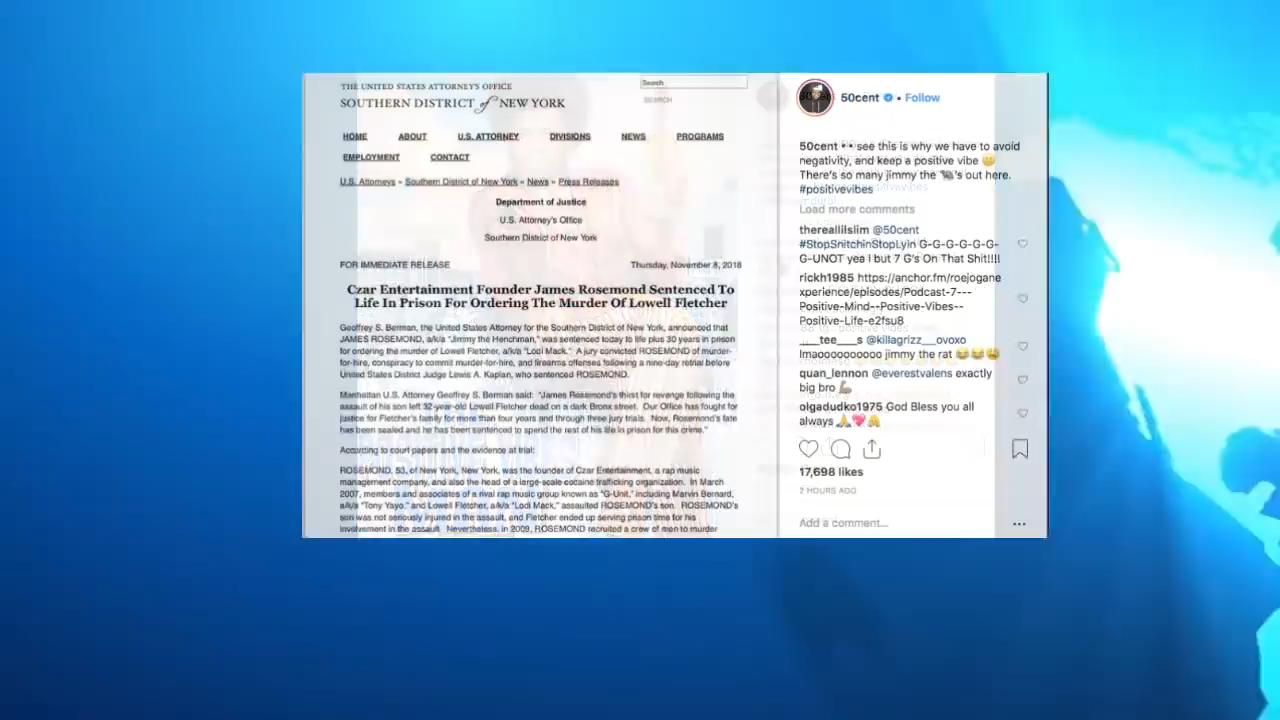 THE UNITED STATES ATTORNEY'S OFFICE
SOUTHERN DISTRICT of NEW YORK
Search
SEARCH
HOME ABOUT U.S. ATTORNEY DIVISIONS NEWS PROGRAMS
EMPLOYMENT CONTACT
U.S. Attorneys » Southern District of New York » News » Press Releases
Department of Justice
U.S. Attorney's Office
Southern District of New York
FOR IMMEDIATE RELEASE Thursday, November 8, 2018
Czar Entertainment Founder James Rosemond Sentenced To
Life In Prison For Ordering The Murder Of Lowell Fletcher
Geoffrey S. Berman, the United States Attorney for the Southern District of New York, announced that
JAMES ROSEMOND, a/k/a "Jimmy the Henchman," was sentenced today to life plus 30 years in prison
for ordering the murder of Lowell Fletcher, a/k/a "Lodi Mack." A jury convicted ROSEMOND of murder-
for-hire, conspiracy to commit murder-for-hire, and firearms offenses following a nine-day retrial before
United States District Judge Lewis A. Kaplan, who sentenced ROSEMOND.
Manhattan U.S. Attorney Geoffrey S. Berman said: "James Rosemond's thirst for revenge following the
assault of his son left 32-year-old Lowell Fletcher dead on a dark Bronx street. Our Office has fought for
justice for Fletcher's family for more than four years and through three jury trials. Now, Rosemond's fate
has been sealed and he has been sentenced to spend the rest of his life in prison for this crime."
According to court papers and the evidence at trial:
ROSEMOND, 53, of New York, New York, was the founder of Czar Entertainment, a rap music
management company, and also the head of a large-scale cocaine trafficking organization. In March
2007, members and associates of a rival rap music group known as "G-Unit," including Marvin Bernard,
a/k/a "Tony Yayo," and Lowell Fletcher, a/k/a "Lodi Mack," assaulted ROSEMOND's son. ROSEMOND's
son was not seriously injured in the assault, and Fletcher ended up serving prison time for his
involvement in the assault. Nevertheless, in 2009, ROSEMOND recruited a crew of men to murder
50cent • Follow
50cent 👀 see this is why we have to avoid
negativity, and keep a positive vibe
There's so many jimmy the 🐀's out here.
#positivevibes
Load more comments
thereallilslim @50cent
#StopSnitchinStopLyin G-G-G-G-G-G-
G-UNOT yea I but 7 G's On That Shit!!!!
rickh1985 https://anchor.fm/roejogane
xperience/episodes/Podcast-7---
Positive-Mind--Positive-Vibes--
Positive-Life-e2fsu8
___tee____s @killagrizz__ovoxo
lmaoooooooooo jimmy the rat 😂😂
quan_lennon @everestvalens exactly
big bro 💪🏽
olgadudko1975 God Bless you all
always 🙏💖
17,698 likes
2 HOURS AGO
Add a comment...